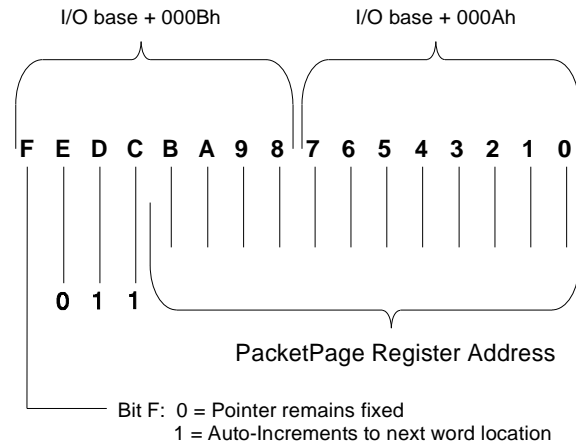 I/O base + 000Bh I/O base + 000Ah
F E D C B A 9 8 7 6 5 4 3 2 1 0
0 1 1
PacketPage Register Address
Bit F: 0 = Pointer remains fixed
1 = Auto-Increments to next word location